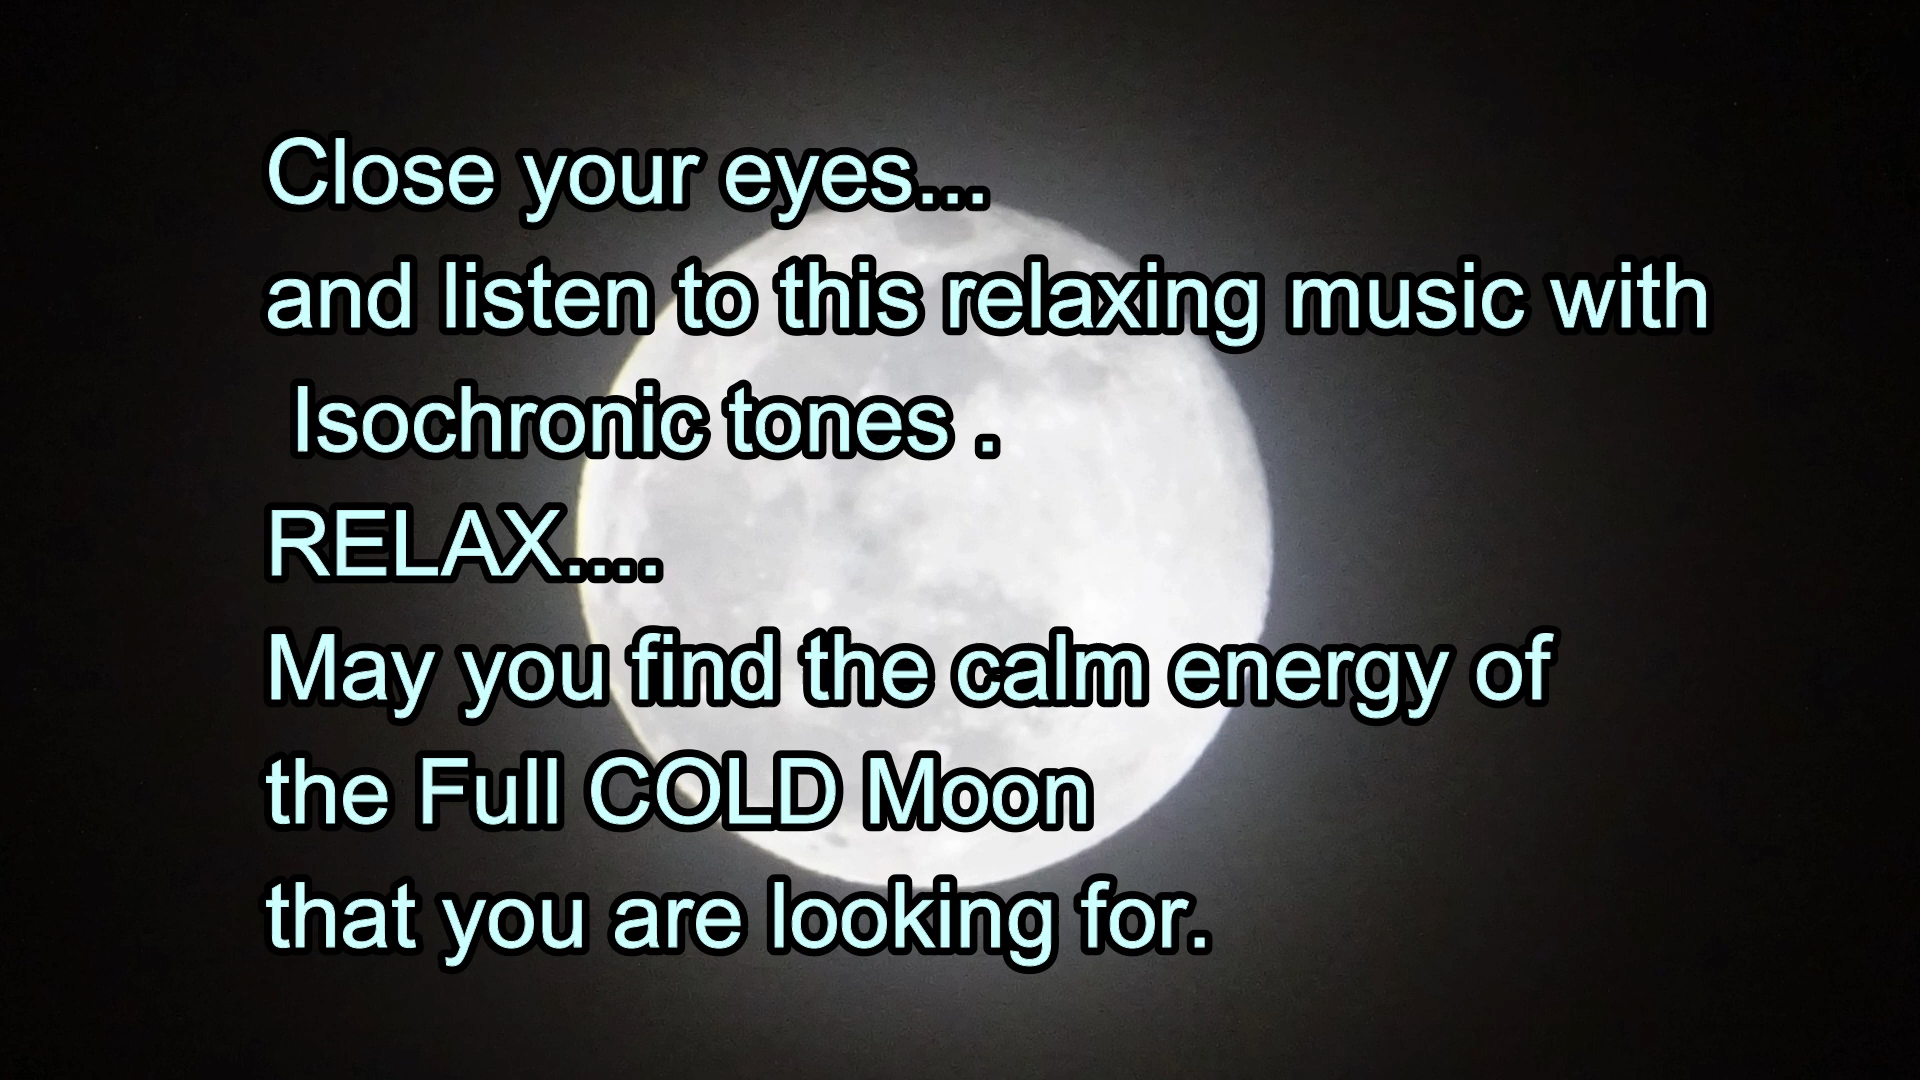 Close your eyes...
and listen to this relaxing music with
Isochronic tones .
RELAX....
May you find the calm energy of
the Full COLD Moon
that you are looking for.